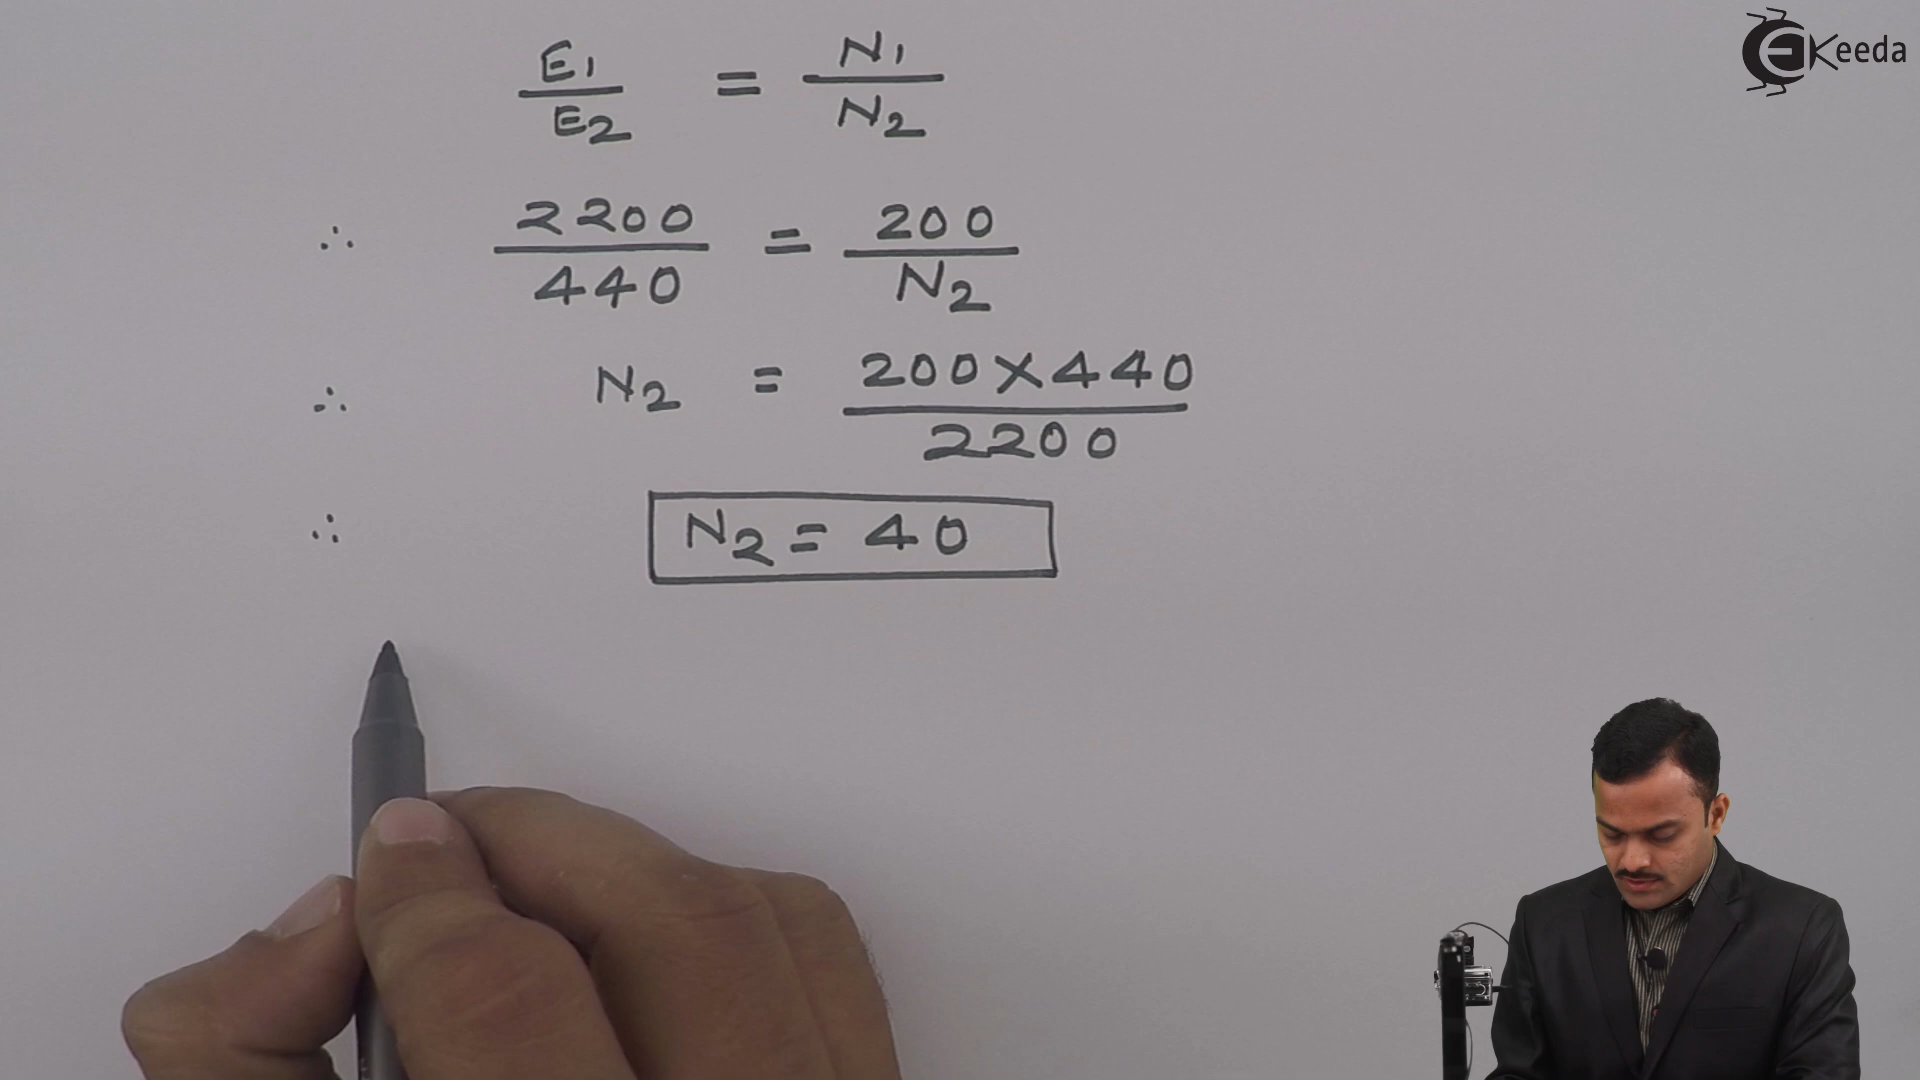 EKeeda
E1/E2 = N1/N2
∴ 2200/440 = 200/N2
∴ N2 = 200×440/2200
∴ N2 = 40